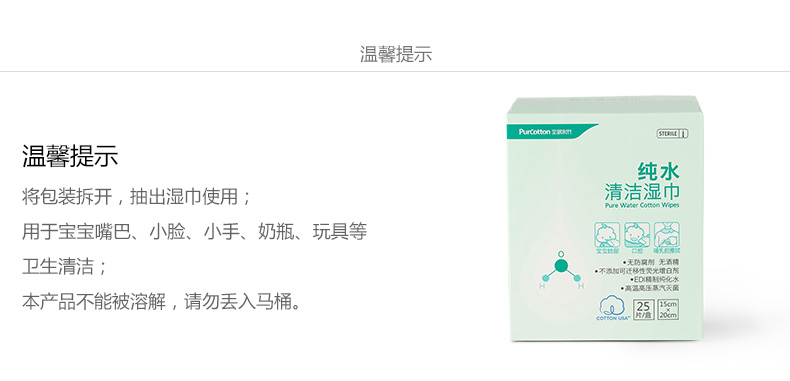 温馨提示
温馨提示
将包装拆开，抽出湿巾使用；
用于宝宝嘴巴、小脸、小手、奶瓶、玩具等
卫生清洁；
本产品不能被溶解，请勿丢入马桶。
PurCotton 全棉时代
STERILE
纯水
清洁湿巾
Pure Water Cotton Wipes
宝宝脸部 口腔
•无防腐剂 无酒精
•不添加可迁移性荧光增白剂
•EDI精制纯化水
•高温高压蒸汽灭菌
O
H H
COTTON USA™
25
片/盒
15cm
×
20cm